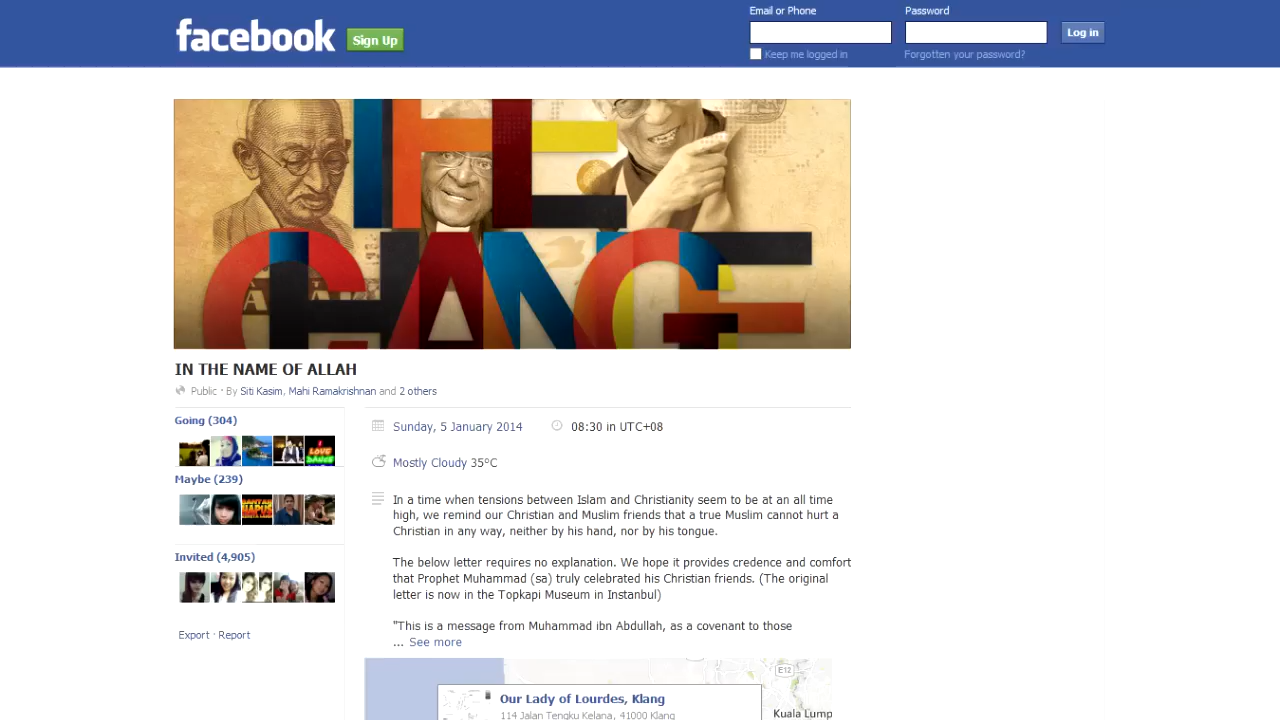 facebook
Sign Up
Email or Phone
Password
Log in
Keep me logged in
Forgotten your password?
THE
CHANGE
IN THE NAME OF ALLAH
Public · By Siti Kasim, Mahi Ramakrishnan and 2 others
Going (304)
I LOVE DANCE
Maybe (239)
Invited (4,905)
Export · Report
Sunday, 5 January 2014
08:30 in UTC+08
Mostly Cloudy 35°C
In a time when tensions between Islam and Christianity seem to be at an all time
high, we remind our Christian and Muslim friends that a true Muslim cannot hurt a
Christian in any way, neither by his hand, nor by his tongue.
The below letter requires no explanation. We hope it provides credence and comfort
that Prophet Muhammad (sa) truly celebrated his Christian friends. (The original
letter is now in the Topkapi Museum in Instanbul)
"This is a message from Muhammad ibn Abdullah, as a covenant to those
... See more
E12
Our Lady of Lourdes, Klang
114 Jalan Tengku Kelana, 41000 Klang
Kuala Lump